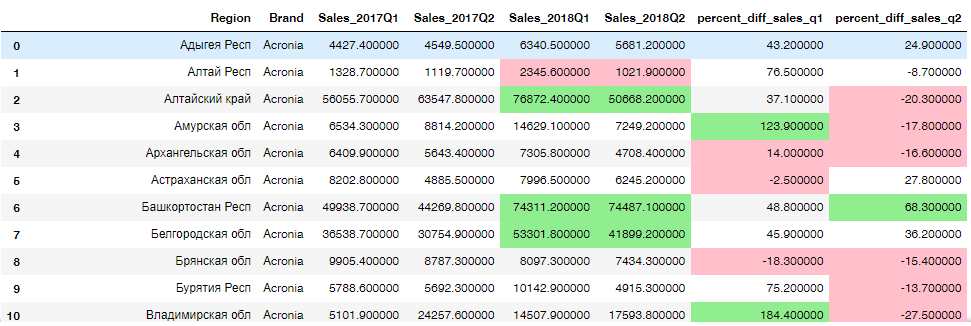 Region Brand Sales_2017Q1 Sales_2017Q2 Sales_2018Q1 Sales_2018Q2 percent_diff_sales_q1 percent_diff_sales_q2
0 Адыгея Респ Acronia 4427.400000 4549.500000 6340.500000 5681.200000 43.200000 24.900000
1 Алтай Респ Acronia 1328.700000 1119.700000 2345.600000 1021.900000 76.500000 -8.700000
2 Алтайский край Acronia 56055.700000 63547.800000 76872.400000 50668.200000 37.100000 -20.300000
3 Амурская обл Acronia 6534.300000 8814.200000 14629.100000 7249.200000 123.900000 -17.800000
4 Архангельская обл Acronia 6409.900000 5643.400000 7305.800000 4708.400000 14.000000 -16.600000
5 Астраханская обл Acronia 8202.800000 4885.500000 7996.500000 6245.200000 -2.500000 27.800000
6 Башкортостан Респ Acronia 49938.700000 44269.800000 74311.200000 74487.100000 48.800000 68.300000
7 Белгородская обл Acronia 36538.700000 30754.900000 53301.800000 41899.200000 45.900000 36.200000
8 Брянская обл Acronia 9905.400000 8787.300000 8097.300000 7434.300000 -18.300000 -15.400000
9 Бурятия Респ Acronia 5788.600000 5692.300000 10142.900000 4915.300000 75.200000 -13.700000
10 Владимирская обл Acronia 5101.900000 24257.600000 14507.900000 17593.800000 184.400000 -27.500000